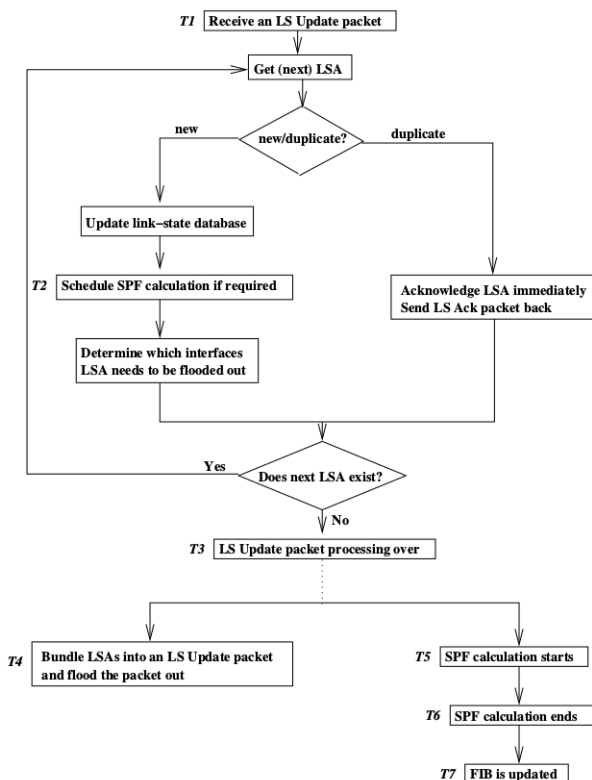 T1 Receive an LS Update packet
Get (next) LSA
new/duplicate?
new
duplicate
Update link-state database
T2 Schedule SPF calculation if required
Determine which interfaces
LSA needs to be flooded out
Acknowledge LSA immediately
Send LS Ack packet back
Does next LSA exist?
Yes
No
T3 LS Update packet processing over
T4 Bundle LSAs into an LS Update packet
and flood the packet out
T5 SPF calculation starts
T6 SPF calculation ends
T7 FIB is updated